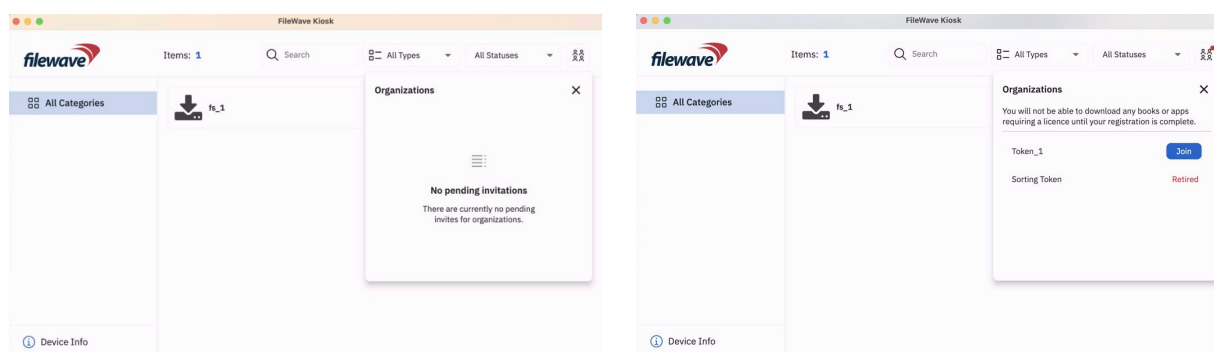 FileWave Kiosk
filewave
Items: 1
Search
All Types
All Statuses
All Categories
fs_1
Organizations
No pending invitations
There are currently no pending
invites for organizations.
Device Info
FileWave Kiosk
filewave
Items: 1
Search
All Types
All Statuses
All Categories
fs_1
Organizations
You will not be able to download any books or apps
requiring a licence until your registration is complete.
Token_1
Join
Sorting Token
Retired
Device Info